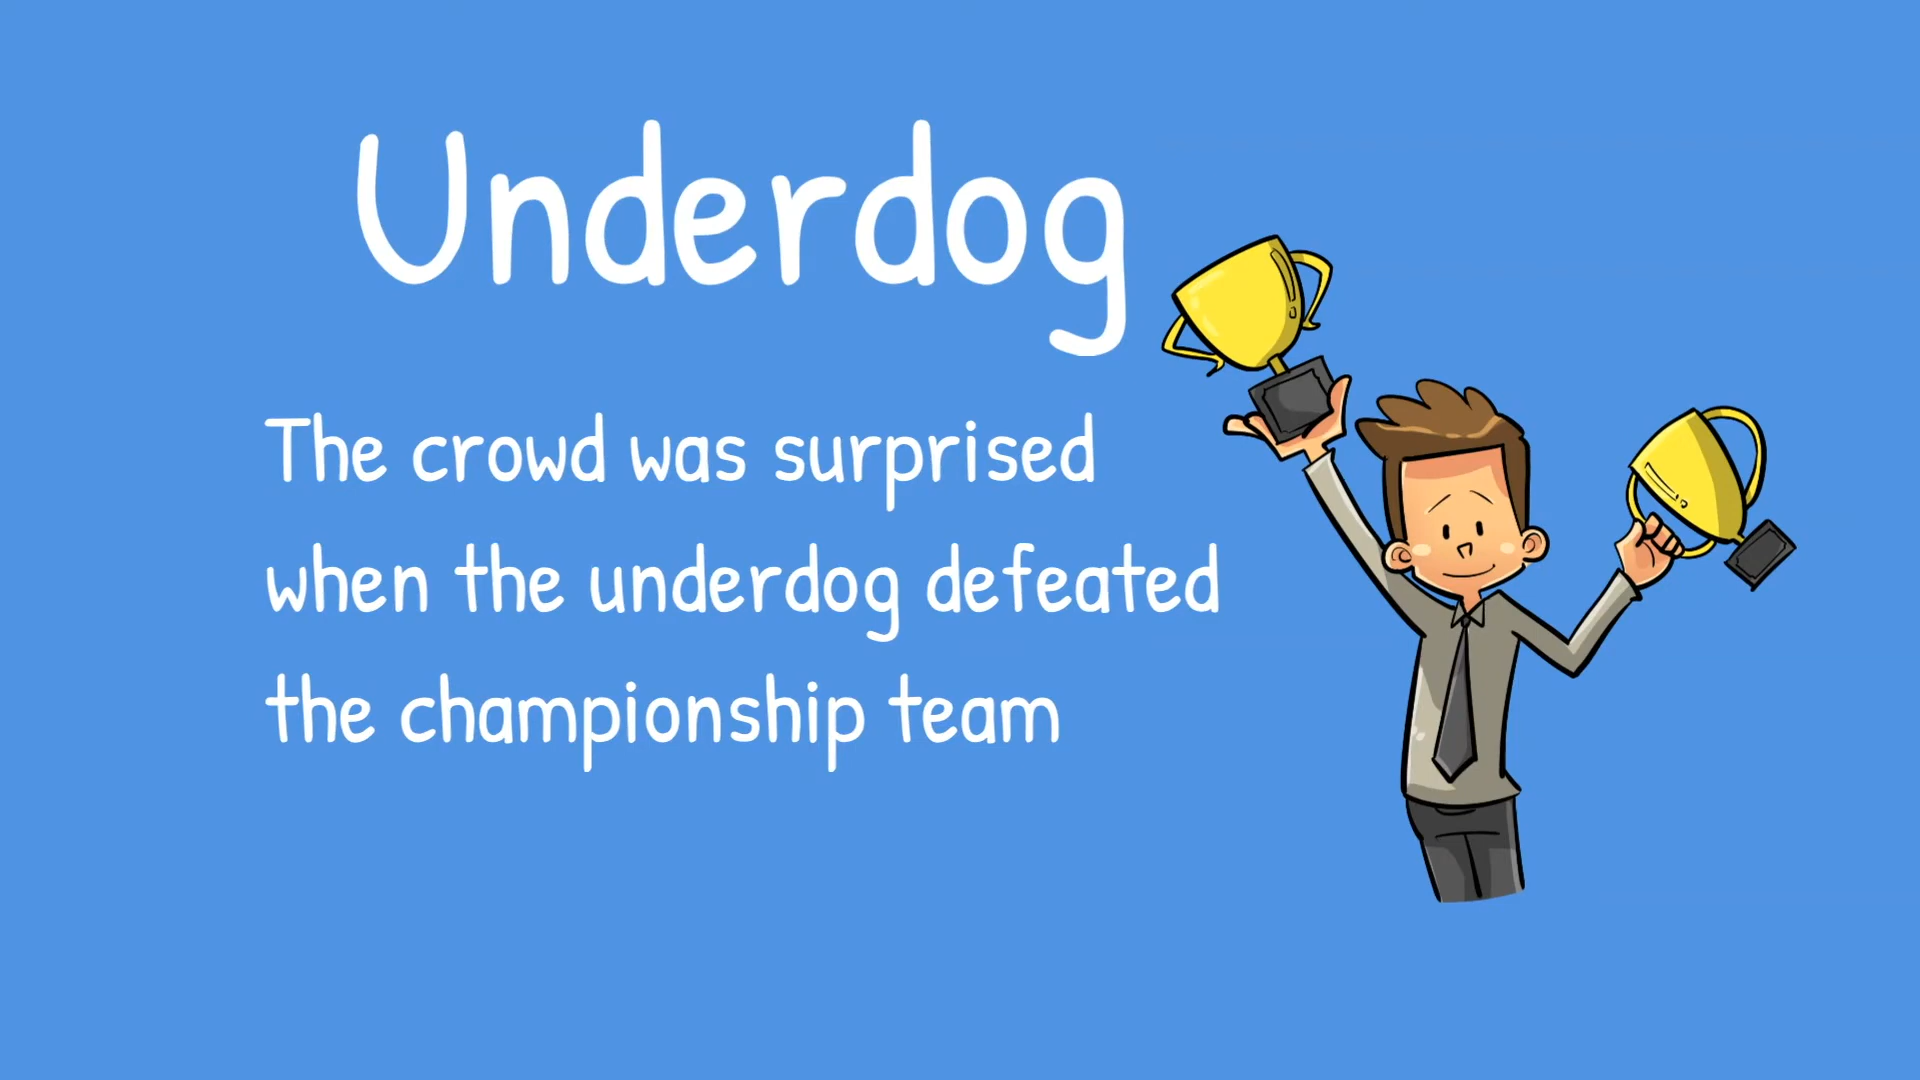 Underdog
The crowd was surprised
when the underdog defeated
the championship team